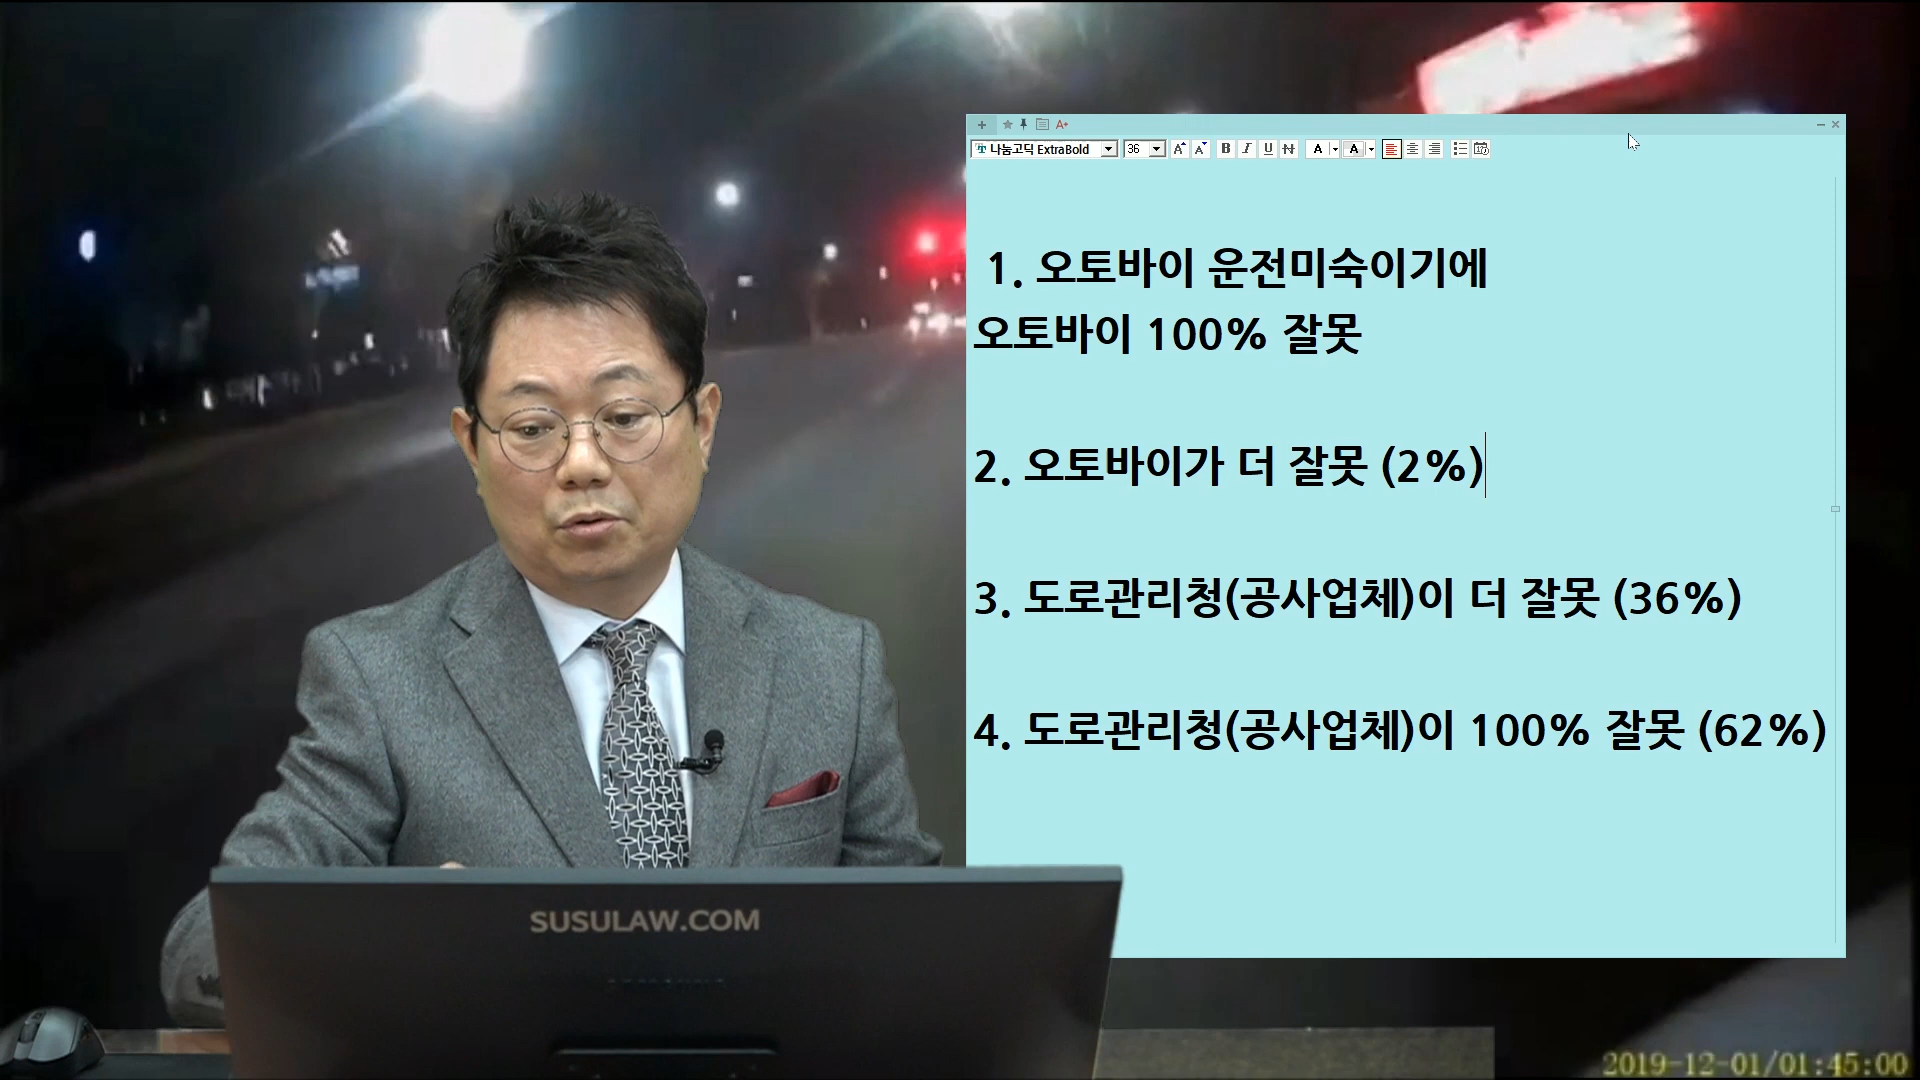 나눔고딕 ExtraBold
36
1. 오토바이 운전미숙이기에
오토바이 100% 잘못
2. 오토바이가 더 잘못 (2%)
3. 도로관리청(공사업체)이 더 잘못 (36%)
4. 도로관리청(공사업체)이 100% 잘못 (62%)
SUSULAW.COM
2019-12-01/01:45:00